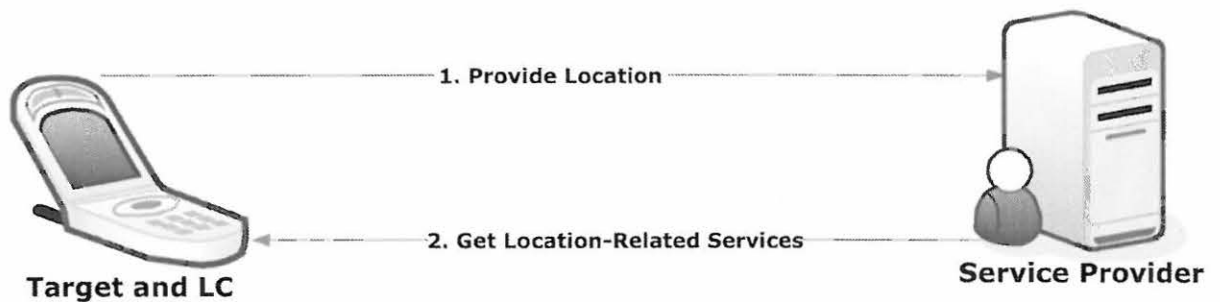 1. Provide Location
2. Get Location-Related Services
Target and LC
Service Provider